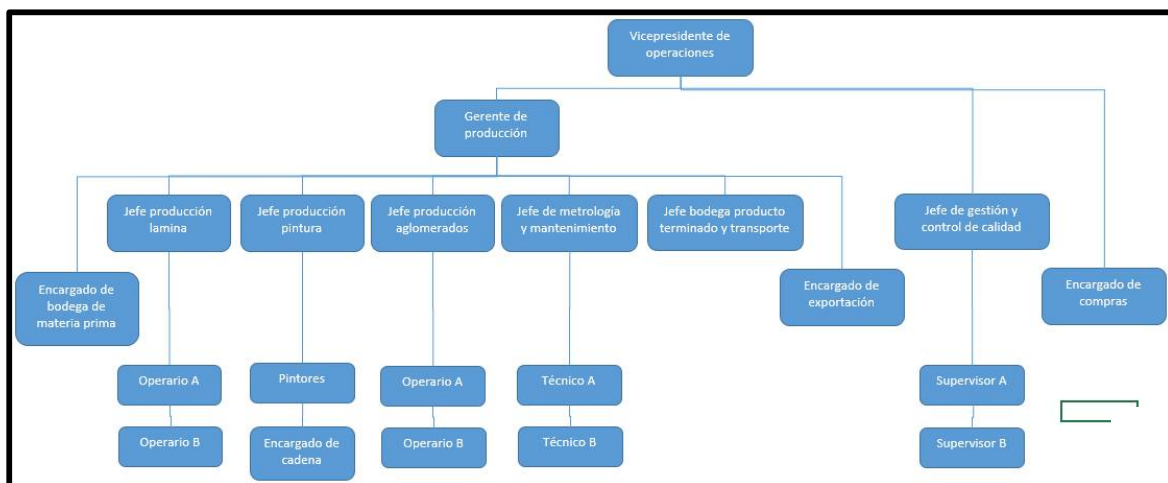 Vicepresidente de
operaciones
Gerente de
producción
Jefe producción
lamina
Jefe producción
pintura
Jefe producción
aglomerados
Jefe de metrología
y mantenimiento
Jefe bodega producto
terminado y transporte
Jefe de gestión y
control de calidad
Encargado de
bodega de
materia prima
Encargado de
exportación
Encargado de
compras
Operario A
Pintores
Operario A
Técnico A
Supervisor A
Operario B
Encargado de
cadena
Operario B
Técnico B
Supervisor B